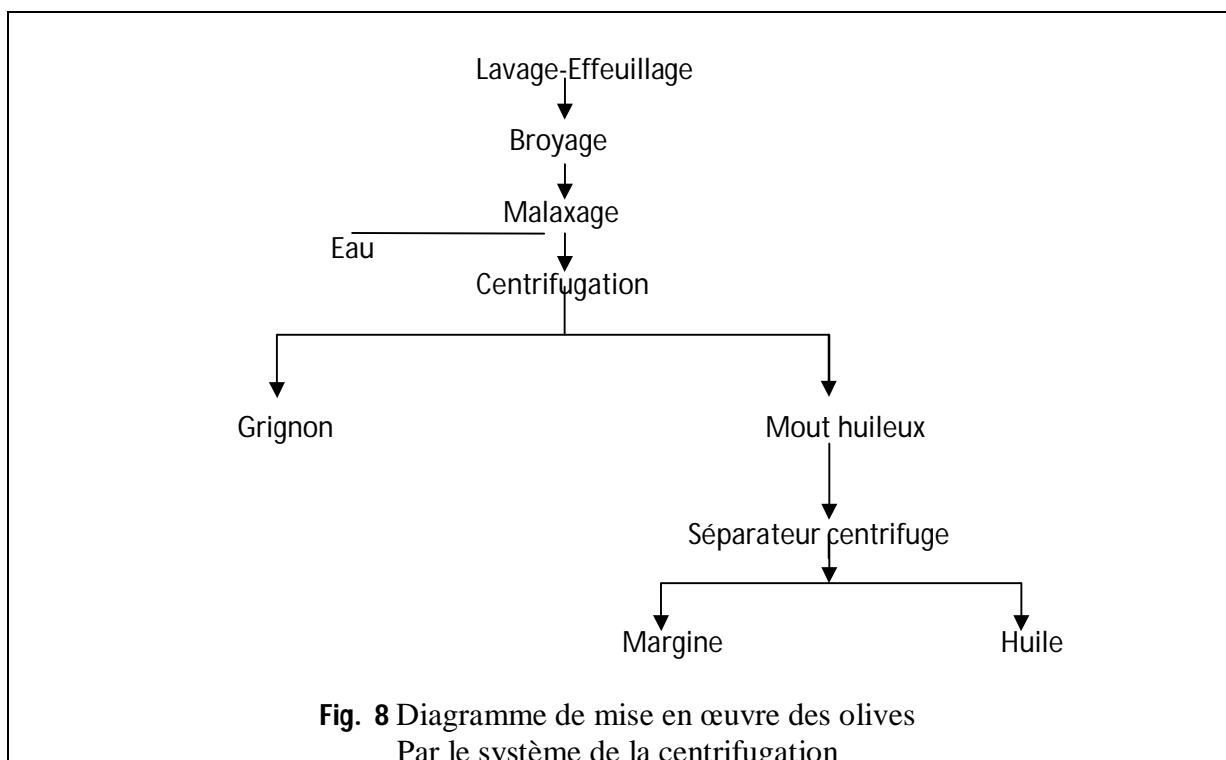 Lavage-Effeuillage
Broyage
Malaxage
Eau
Centrifugation
Grignon
Mout huileux
Séparateur centrifuge
Margine
Huile
Fig. 8 Diagramme de mise en œuvre des olives
Par le système de la centrifugation